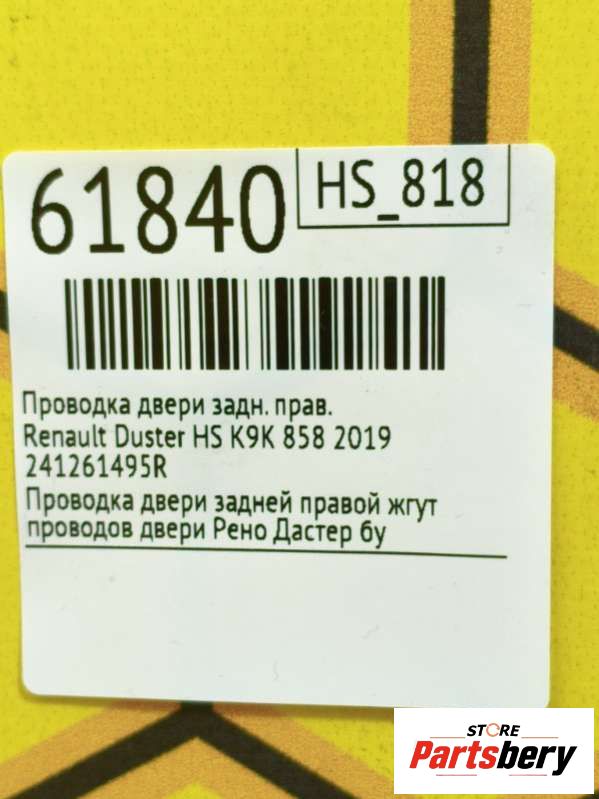 61840
HS_818
Проводка двери задн. прав.
Renault Duster HS K9K 858 2019
241261495R
Проводка двери задней правой жгут
проводов двери Рено Дастер бу
STORE
Partsbery